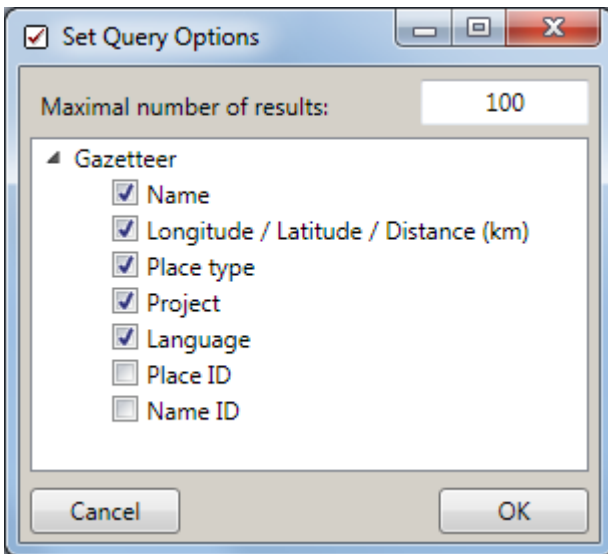 Set Query Options
Maximal number of results: 100
Gazetteer
Name
Longitude / Latitude / Distance (km)
Place type
Project
Language
Place ID
Name ID
Cancel OK